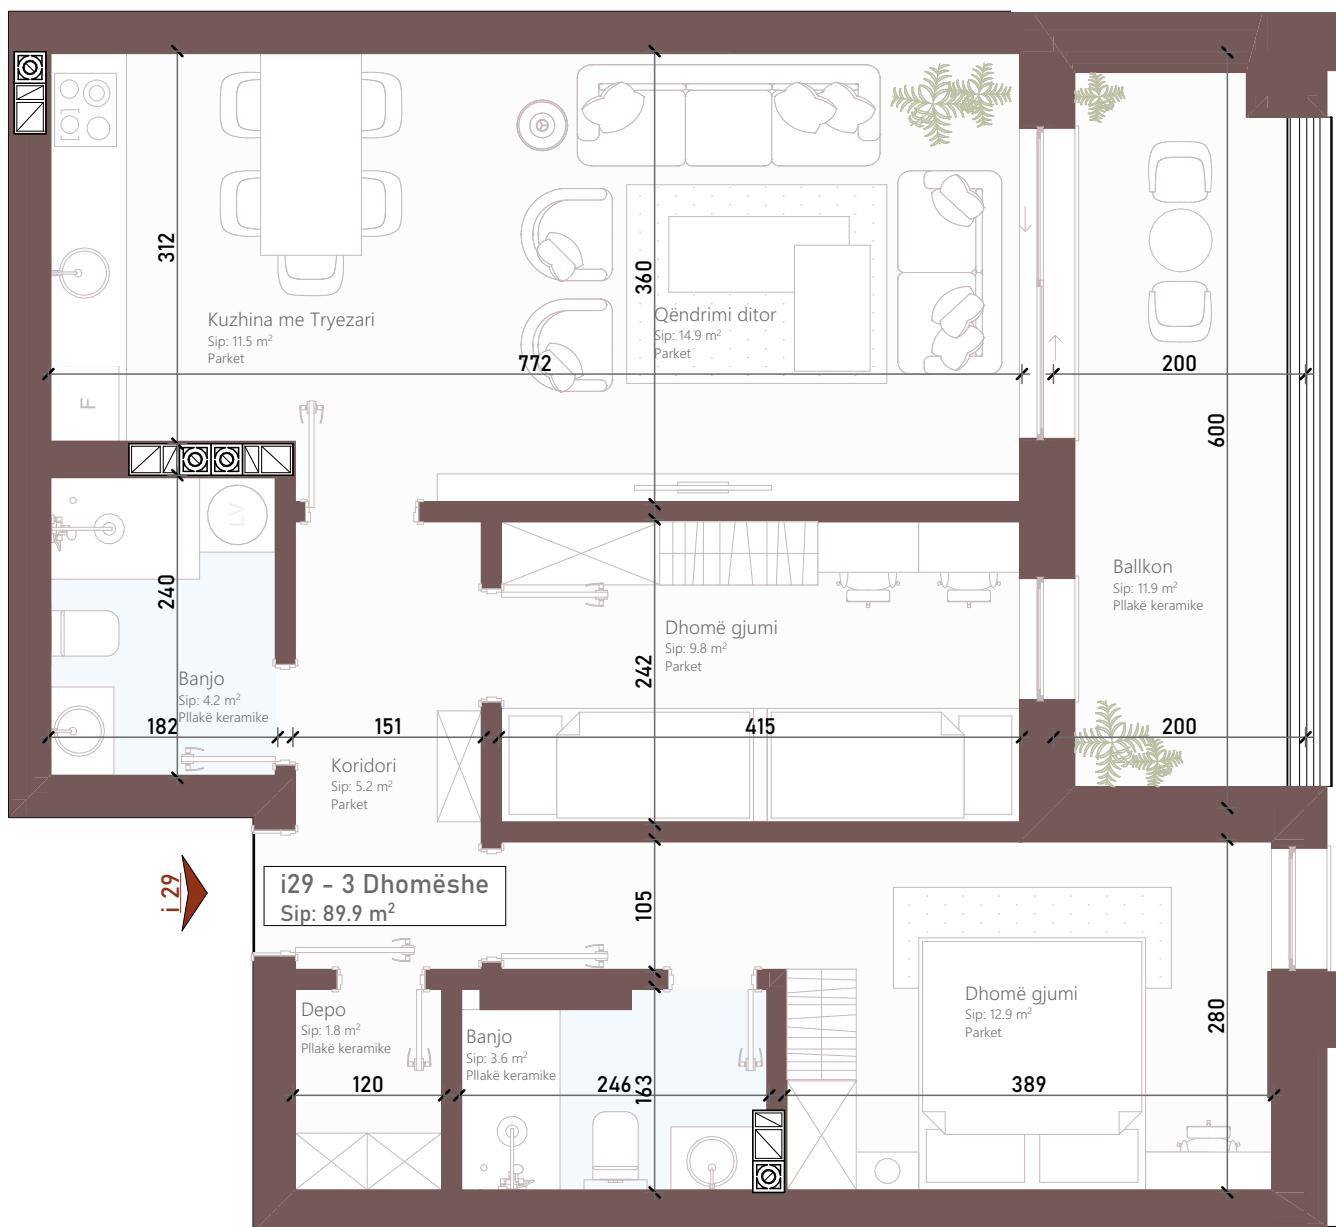 312
Kuzhina me Tryezari
Sip: 11.5 m²
Parket
360
Qëndrimi ditor
Sip: 14.9 m²
Parket
772
200
600
F
LV
240
Banjo
Sip: 4.2 m²
Pllakë keramike
182
151
Koridori
Sip: 5.2 m²
Parket
Dhomë gjumi
Sip: 9.8 m²
Parket
242
415
Ballkon
Sip: 11.9 m²
Pllakë keramike
200
i 29
i29 - 3 Dhomëshe
Sip: 89.9 m²
105
Depo
Sip: 1.8 m²
Pllakë keramike
120
Banjo
Sip: 3.6 m²
Pllakë keramike
246
163
Dhomë gjumi
Sip: 12.9 m²
Parket
389
280